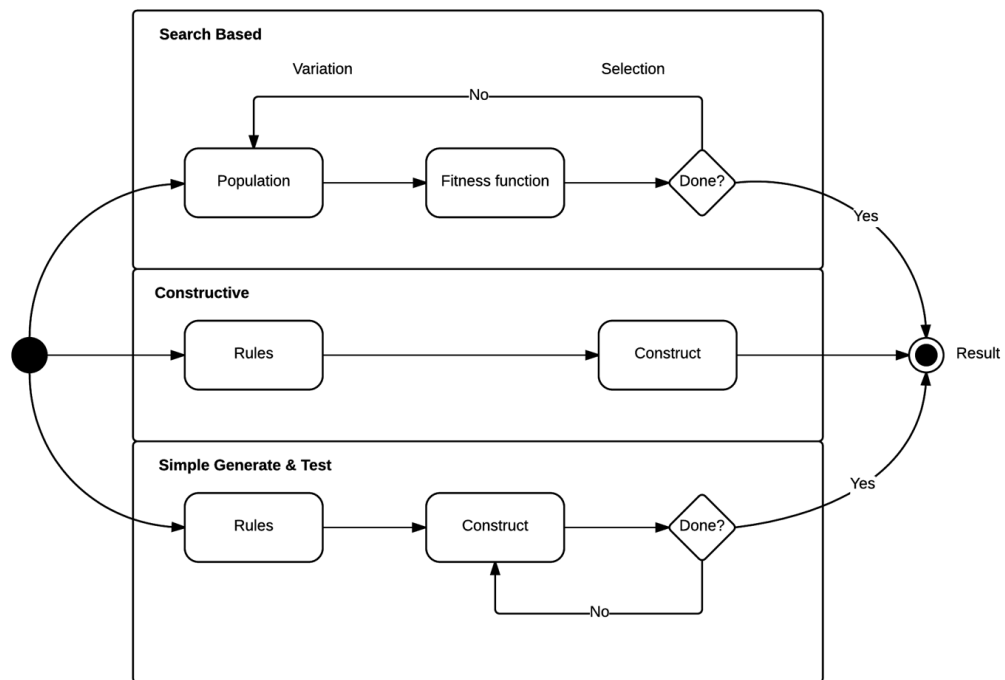 Search Based
Variation
Selection
No
Population
Fitness function
Done?
Yes
Constructive
Rules
Construct
Result
Simple Generate & Test
Yes
Rules
Construct
Done?
No